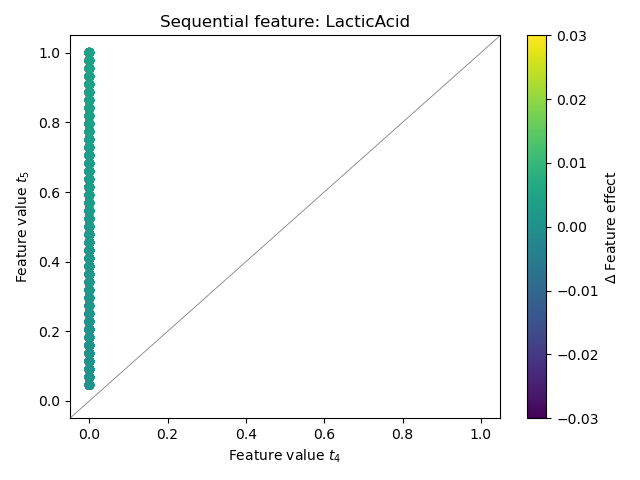 Sequential feature: LacticAcid
Feature value t₅
1.0
0.8
0.6
0.4
0.2
0.0
0.0 0.2 0.4 0.6 0.8 1.0
Feature value t₄
0.03
0.02
0.01
0.00
−0.01
−0.02
−0.03
Δ Feature effect